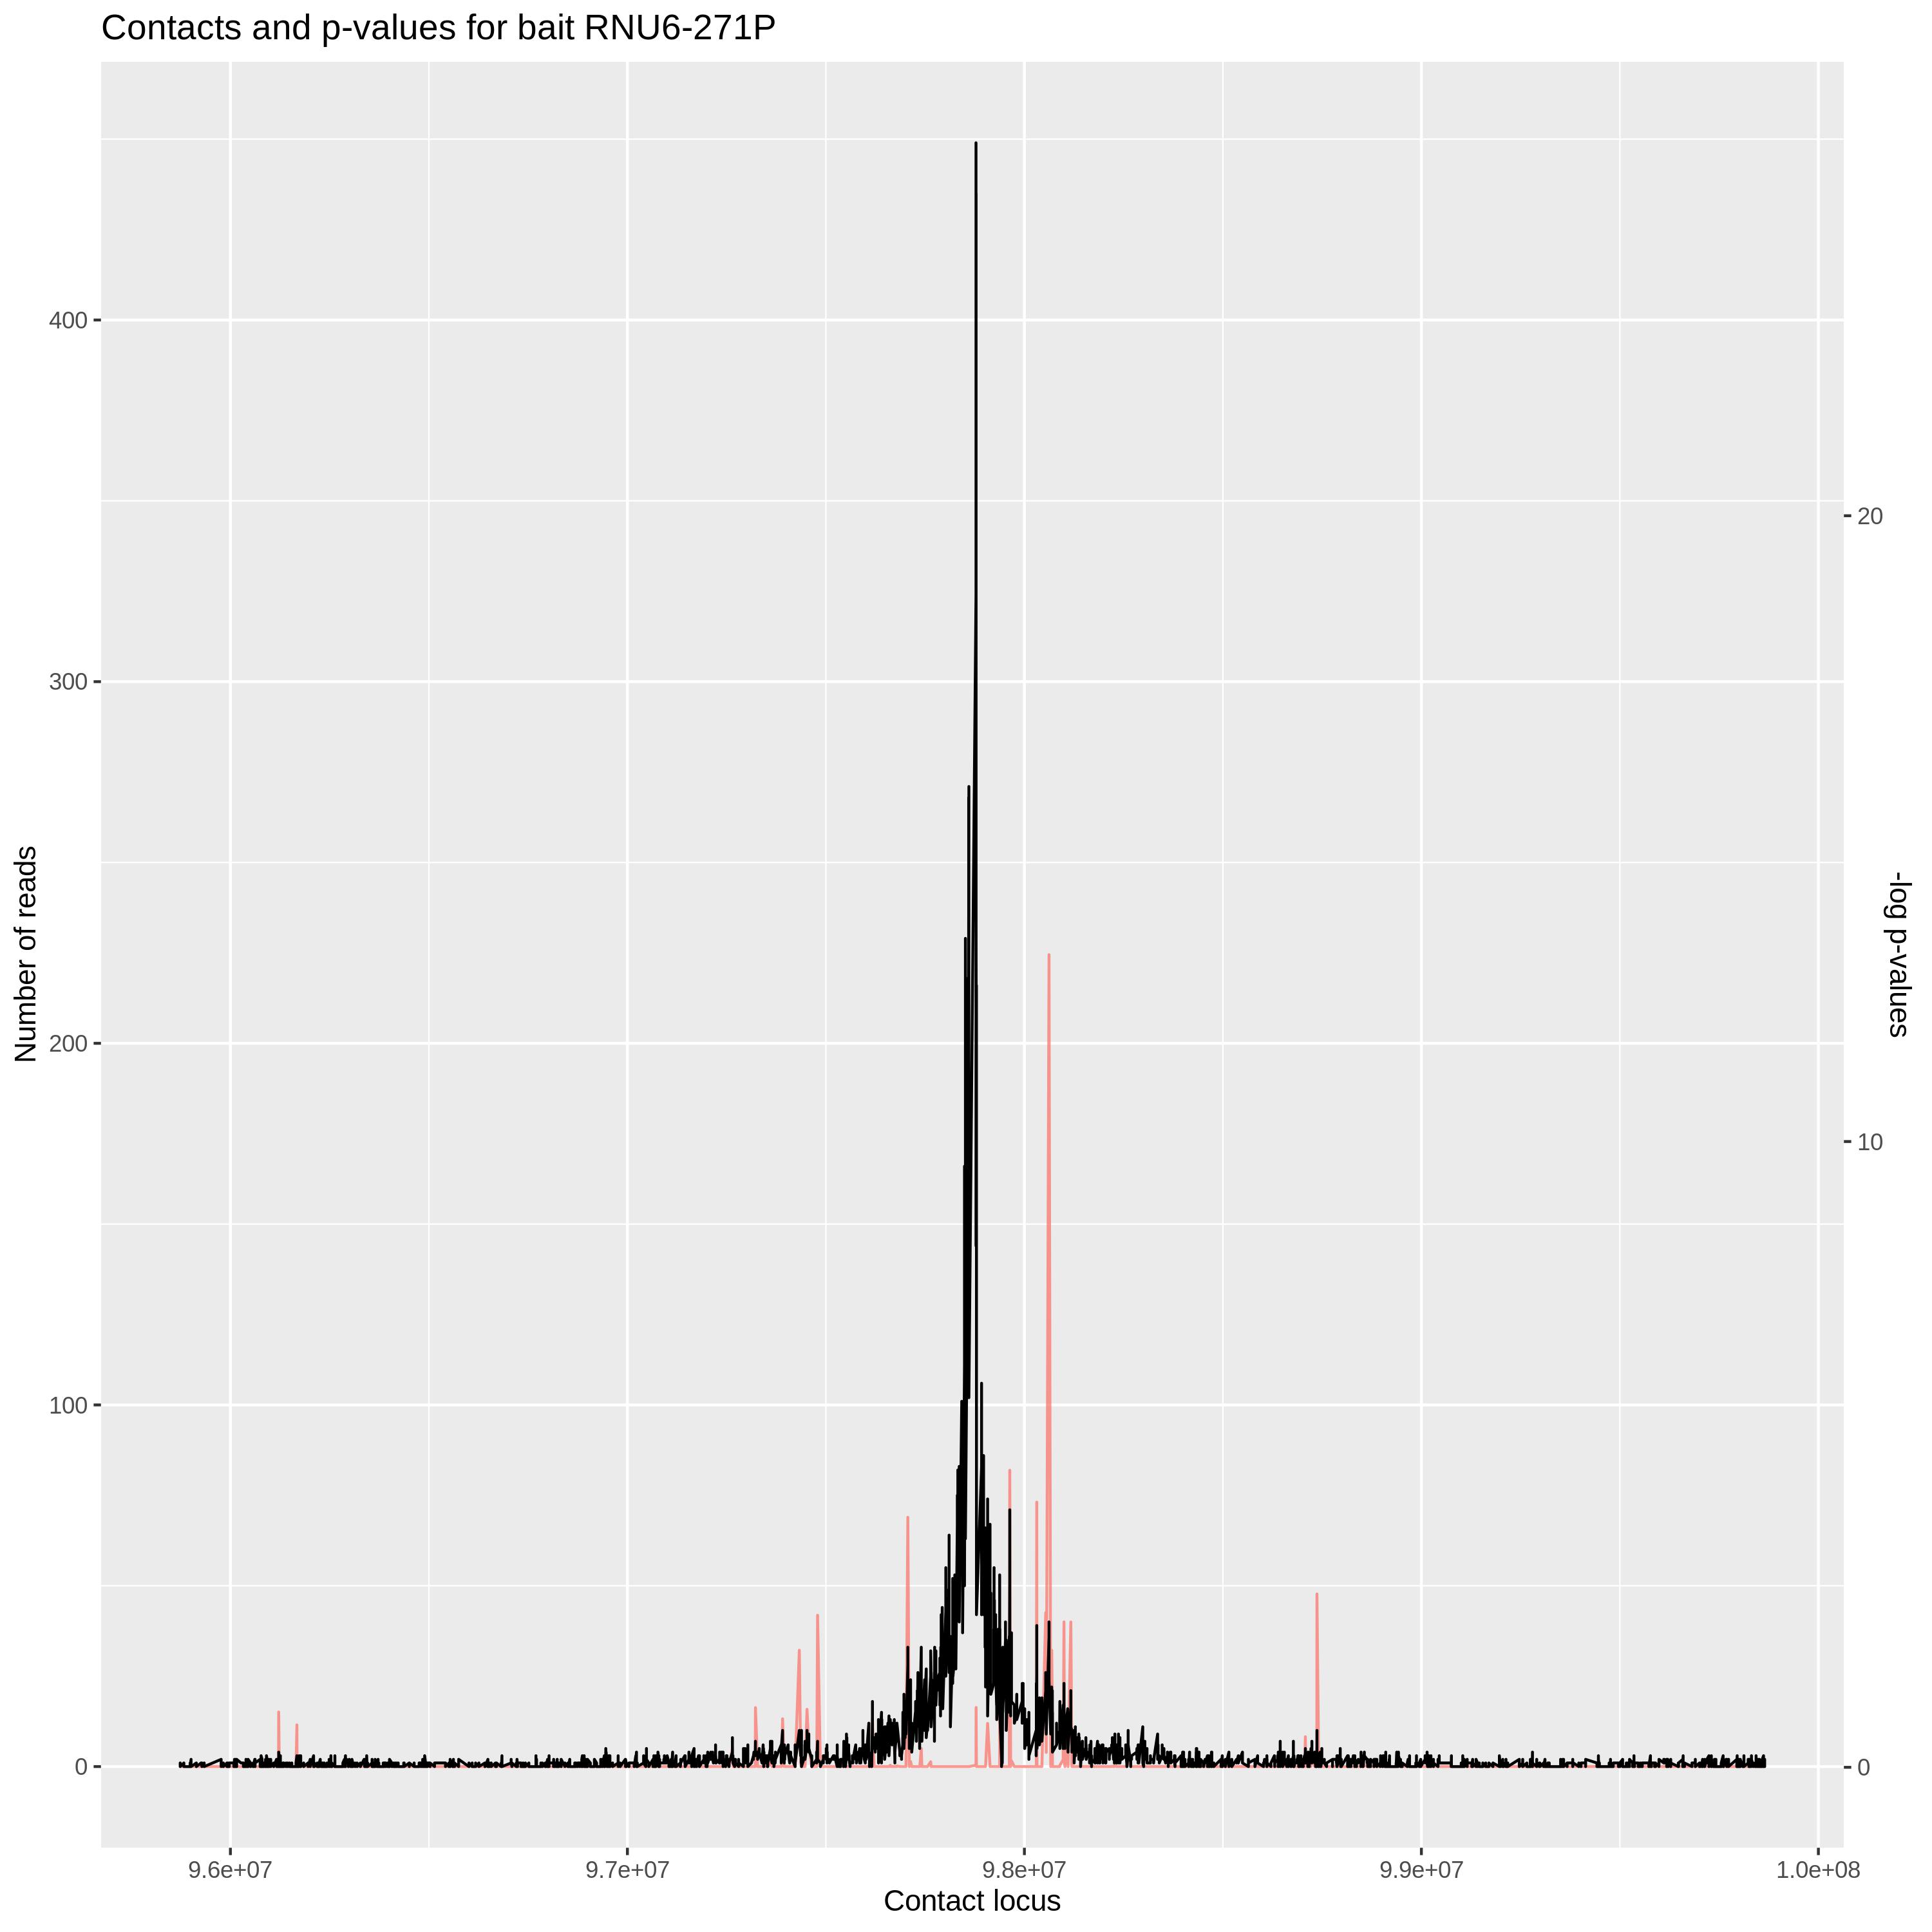 Contacts and p-values for bait RNU6-271P
Number of reads
400
300
200
100
0
20
10
0
-log p-values
9.6e+07
9.7e+07
9.8e+07
9.9e+07
1.0e+08
Contact locus